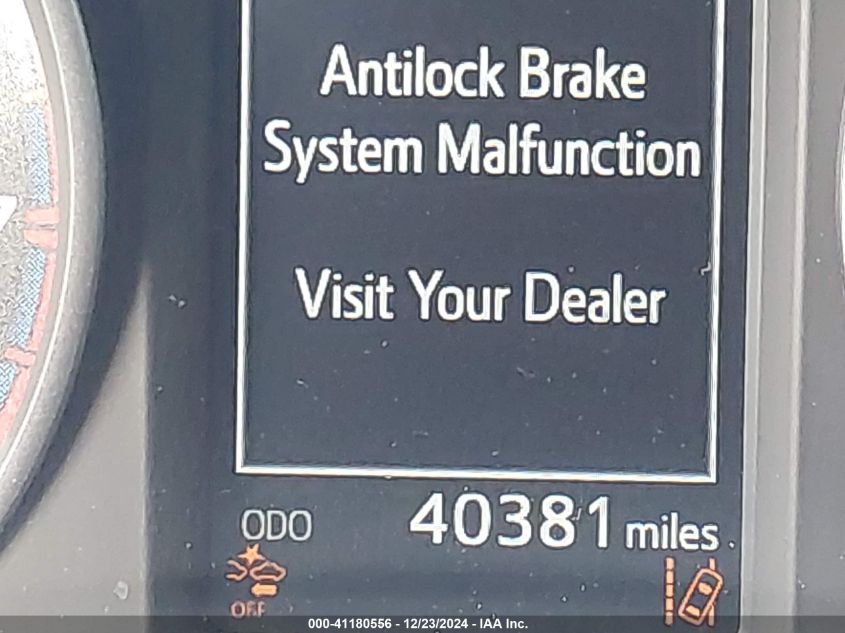 Antilock Brake
System Malfunction
Visit Your Dealer
ODO 40381 miles
OFF
000-41180556 - 12/23/2024 - IAA Inc.